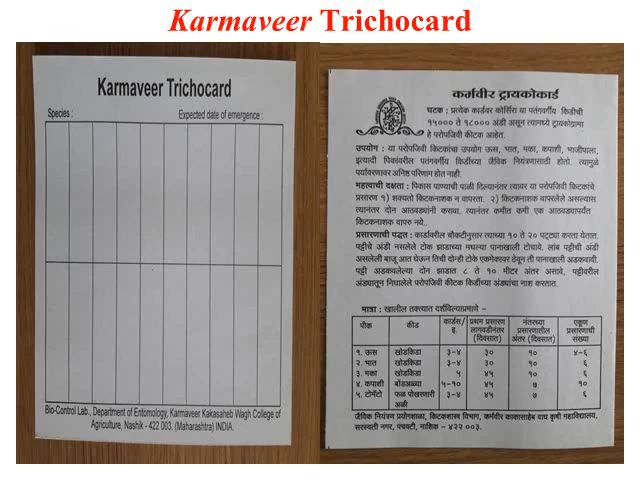 Karmaveer Trichocard
Karmaveer Trichocard
Species :
Expected date of emergence :
Bio-Control Lab., Department of Entomology, Karmaveer Kakasaheb Wagh College of
Agriculture, Nashik - 422 003. (Maharashtra) INDIA.
कर्मवीर ट्रायकोकार्ड
घटक : प्रत्येक कार्डवर कोर्सिरा या पतंगवर्गीय किडीची
१५००० ते १८००० अंडी असून त्यामध्ये ट्रायकोग्रामा
हे परोपजिवी कीटक आहेत.
उपयोग : या परोपजिवी किटकांचा उपयोग ऊस, भात, मका, कपाशी, भाजीपाला,
इत्यादी पिकांवरील पतंगवर्गीय किडींच्या जैविक नियंत्रणासाठी होतो. त्यामुळे
पर्यावरणावर अनिष्ठ परिणाम होत नाही.
महत्वाची दक्षता : पिकास पाण्याची पाळी दिल्यानंतर त्यावर या परोपजिवी किटकांचे
प्रसारण १) शक्यतो किटकनाशक न वापरता. २) किटकनाशक वापरलेले असल्यास
त्यानंतर दोन आठवड्यांनी करावा. त्यानंतर कमीत कमी एक आठवड्यापर्यंत
किटकनाशक वापरु नये..
प्रसारणाची पद्धत : कार्डावरील चौकटीनुसार त्याच्या १० ते २० पट्ट्या करता येतात.
पट्टीचे अंडी नसलेले टोक झाडाच्या मधल्या पानाखाली टोचावे. लांब पट्टीची अंडी
असलेली बाजू आत घेऊन तिची दोन्ही टोके एकमेकावर ठेवून ती पानाखाली अडकवावी.
पट्टी अडकवलेल्या दोन झाडात ८ ते १० मीटर अंतर असावे. पट्टीवरील
अंड्यातून निघालेले परोपजिवी कीटक किडींच्या अंड्यांचा नाश करतात.
मात्रा : खालील तक्त्यात दर्शविल्याप्रमाणे –
पीक कीड कार्डस/ हे. प्रथम प्रसारण लागवडीनंतर (दिवसात) नंतरच्या प्रसारणातील अंतर (दिवसात) एकूण प्रसारणाची संख्या
१. ऊस खोडकिडा ३-४ ३० १० ४-६
२. भात खोडकिडा ३-४ ३० १० ६
३. मका खोडकिडा ५ ४५ १० ६
४. कपाशी बोंडअळ्या ५-१० ४५ ७ १०
५. टोमॅटो फळ पोखरणारी अळी ३-४ ४५ ७ ६
जैविक नियंत्रण प्रयोगशाळा, किटकशास्त्र विभाग, कर्मवीर काकासाहेब वाघ कृषी महाविद्यालय,
सरस्वती नगर, पंचवटी, नाशिक – ४२२ ००३.